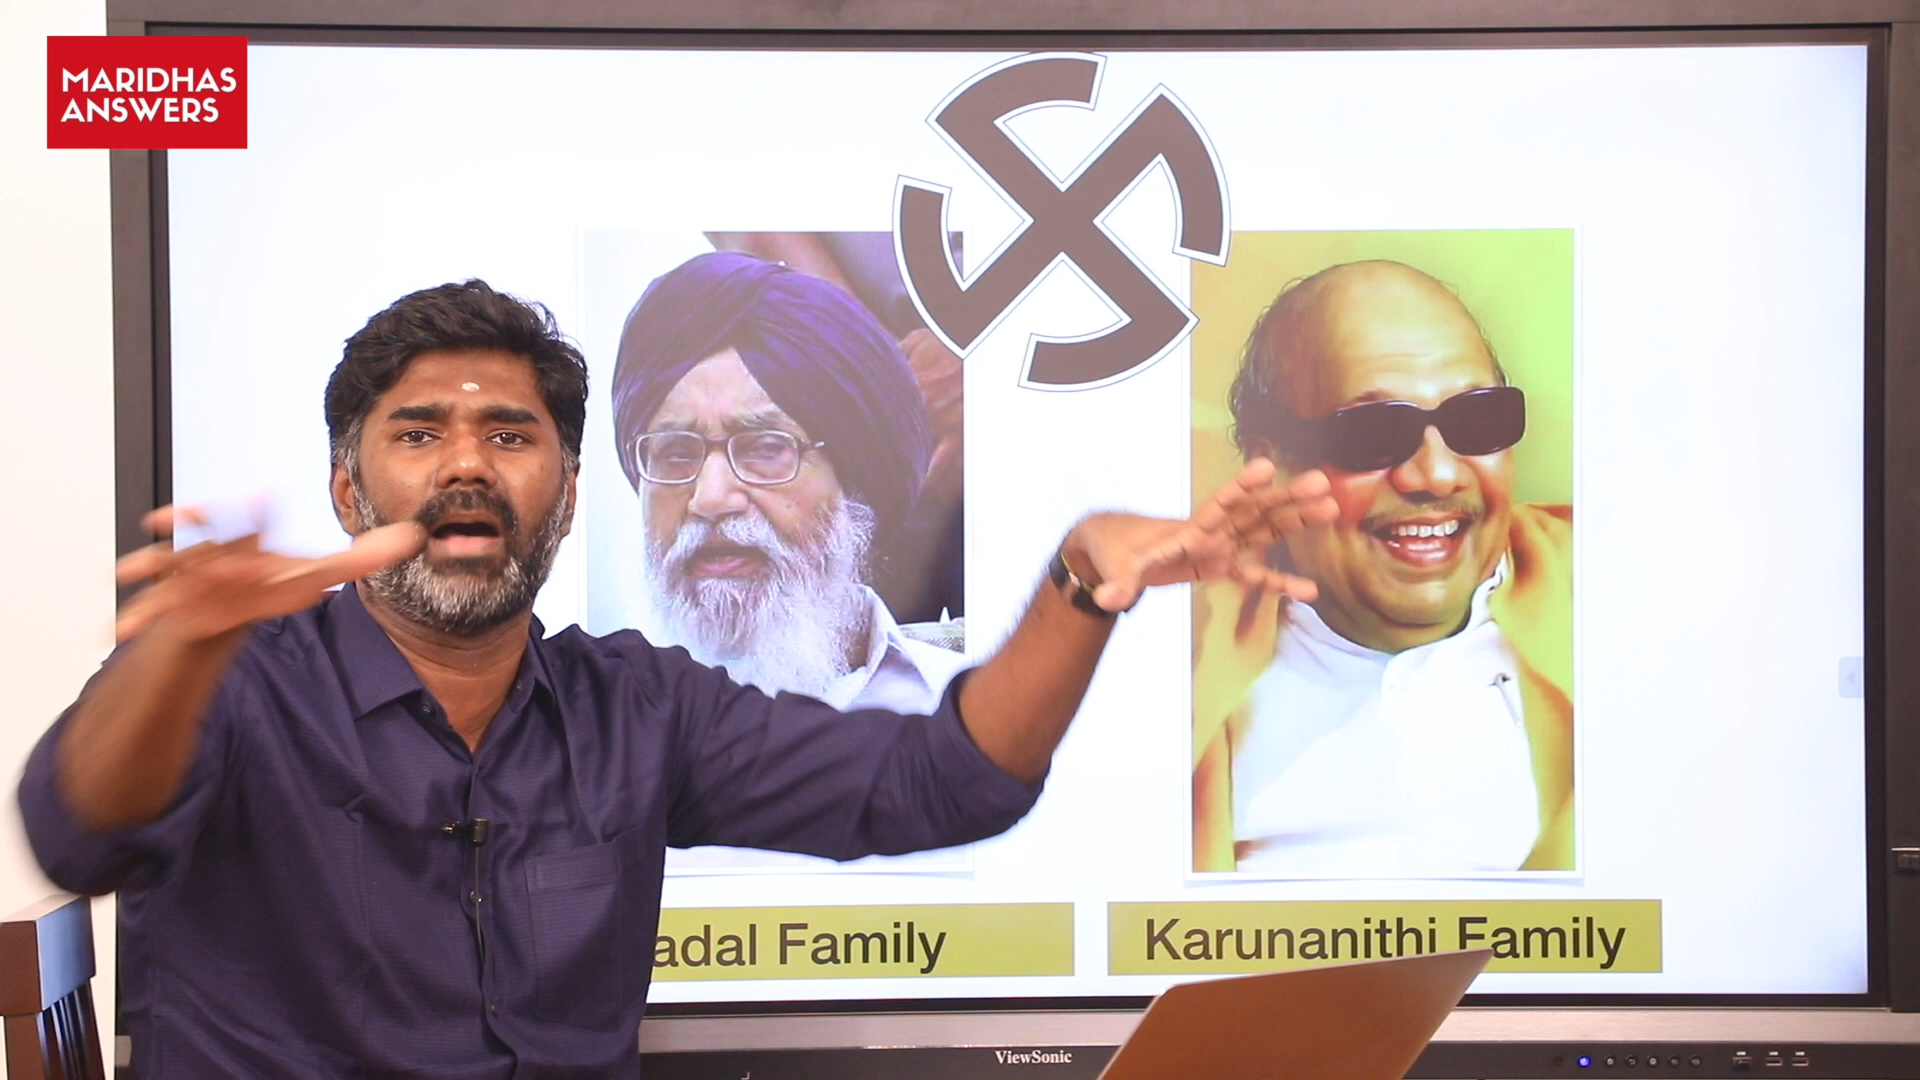 MARIDHAS
ANSWERS
adal Family
Karunanithi Family
ViewSonic